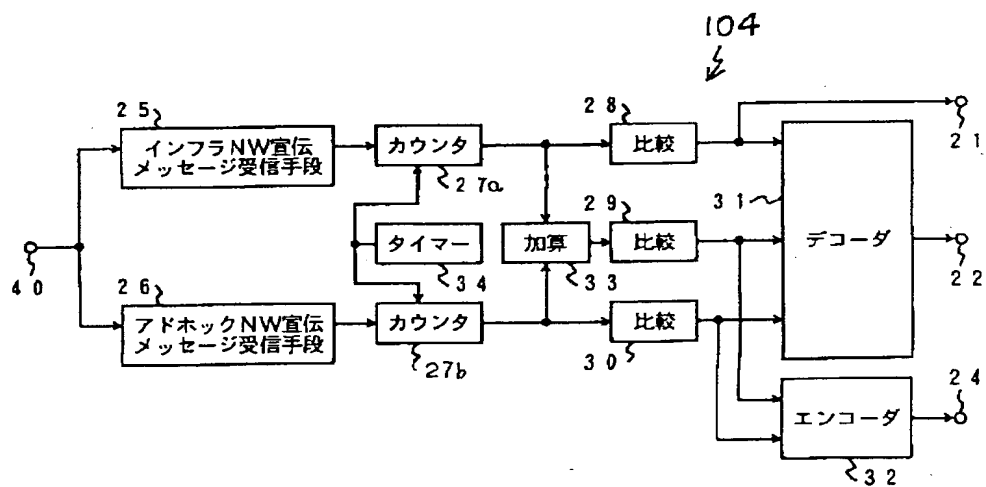 104
25
インフラNW宣伝
メッセージ受信手段
カウンタ
27a
28
比較
21
31
デコーダ
22
29
比較
タイマー
34
加算
33
40
26
アドホックNW宣伝
メッセージ受信手段
カウンタ
27b
比較
30
24
エンコーダ
32